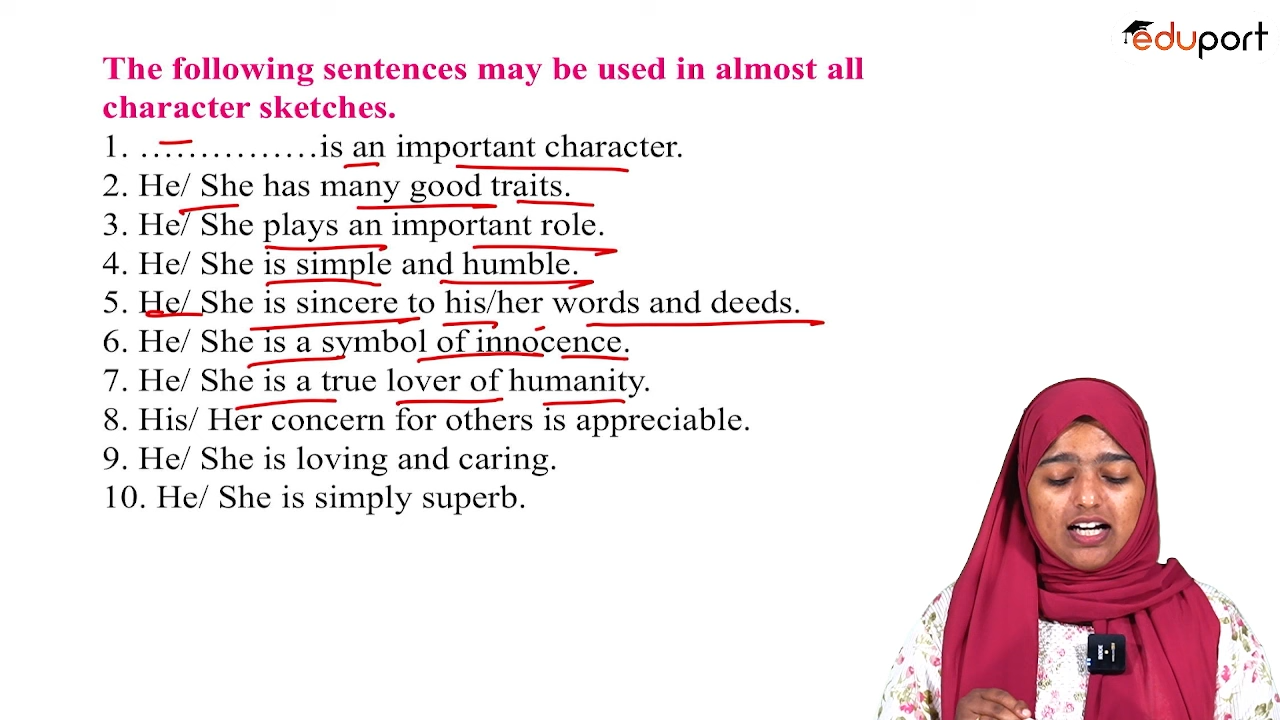 eduport
The following sentences may be used in almost all
character sketches.
1. ……………is an important character.
2. He/ She has many good traits.
3. He/ She plays an important role.
4. He/ She is simple and humble.
5. He/ She is sincere to his/her words and deeds.
6. He/ She is a symbol of innocence.
7. He/ She is a true lover of humanity.
8. His/ Her concern for others is appreciable.
9. He/ She is loving and caring.
10. He/ She is simply superb.